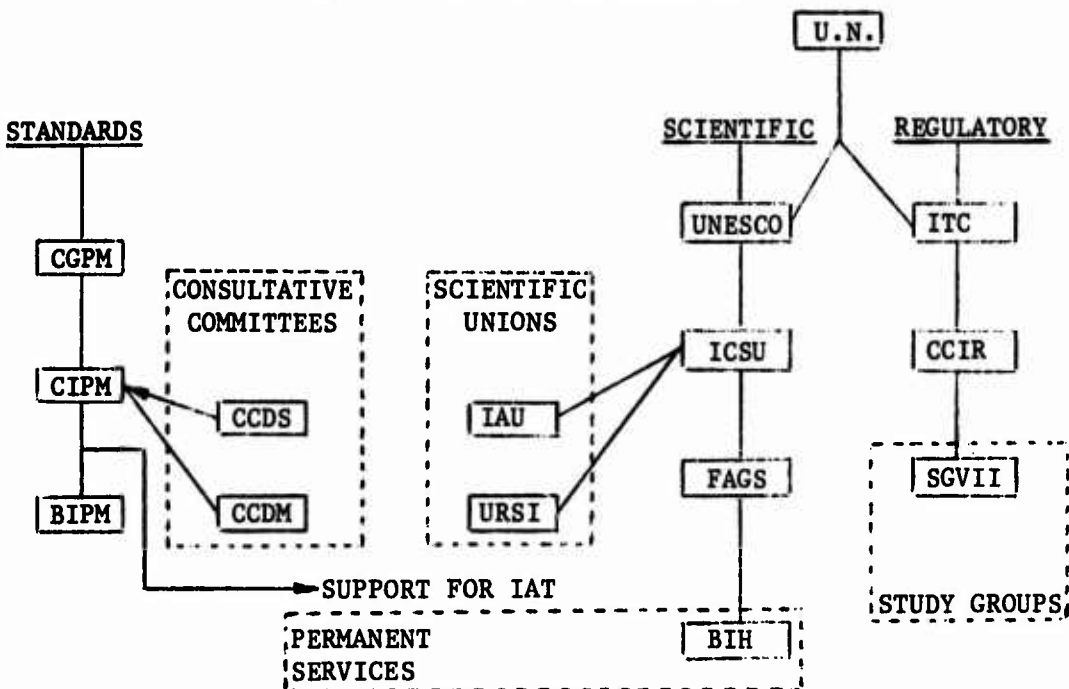 U.N.
STANDARDS
SCIENTIFIC
REGULATORY
UNESCO
ITC
CGPM
CONSULTATIVE
COMMITTEES
SCIENTIFIC
UNIONS
ICSU
CCIR
CIPM
CCDS
IAU
FAGS
SGVII
BIPM
CCDM
URSI
SUPPORT FOR IAT
STUDY GROUPS
PERMANENT
SERVICES
BIH